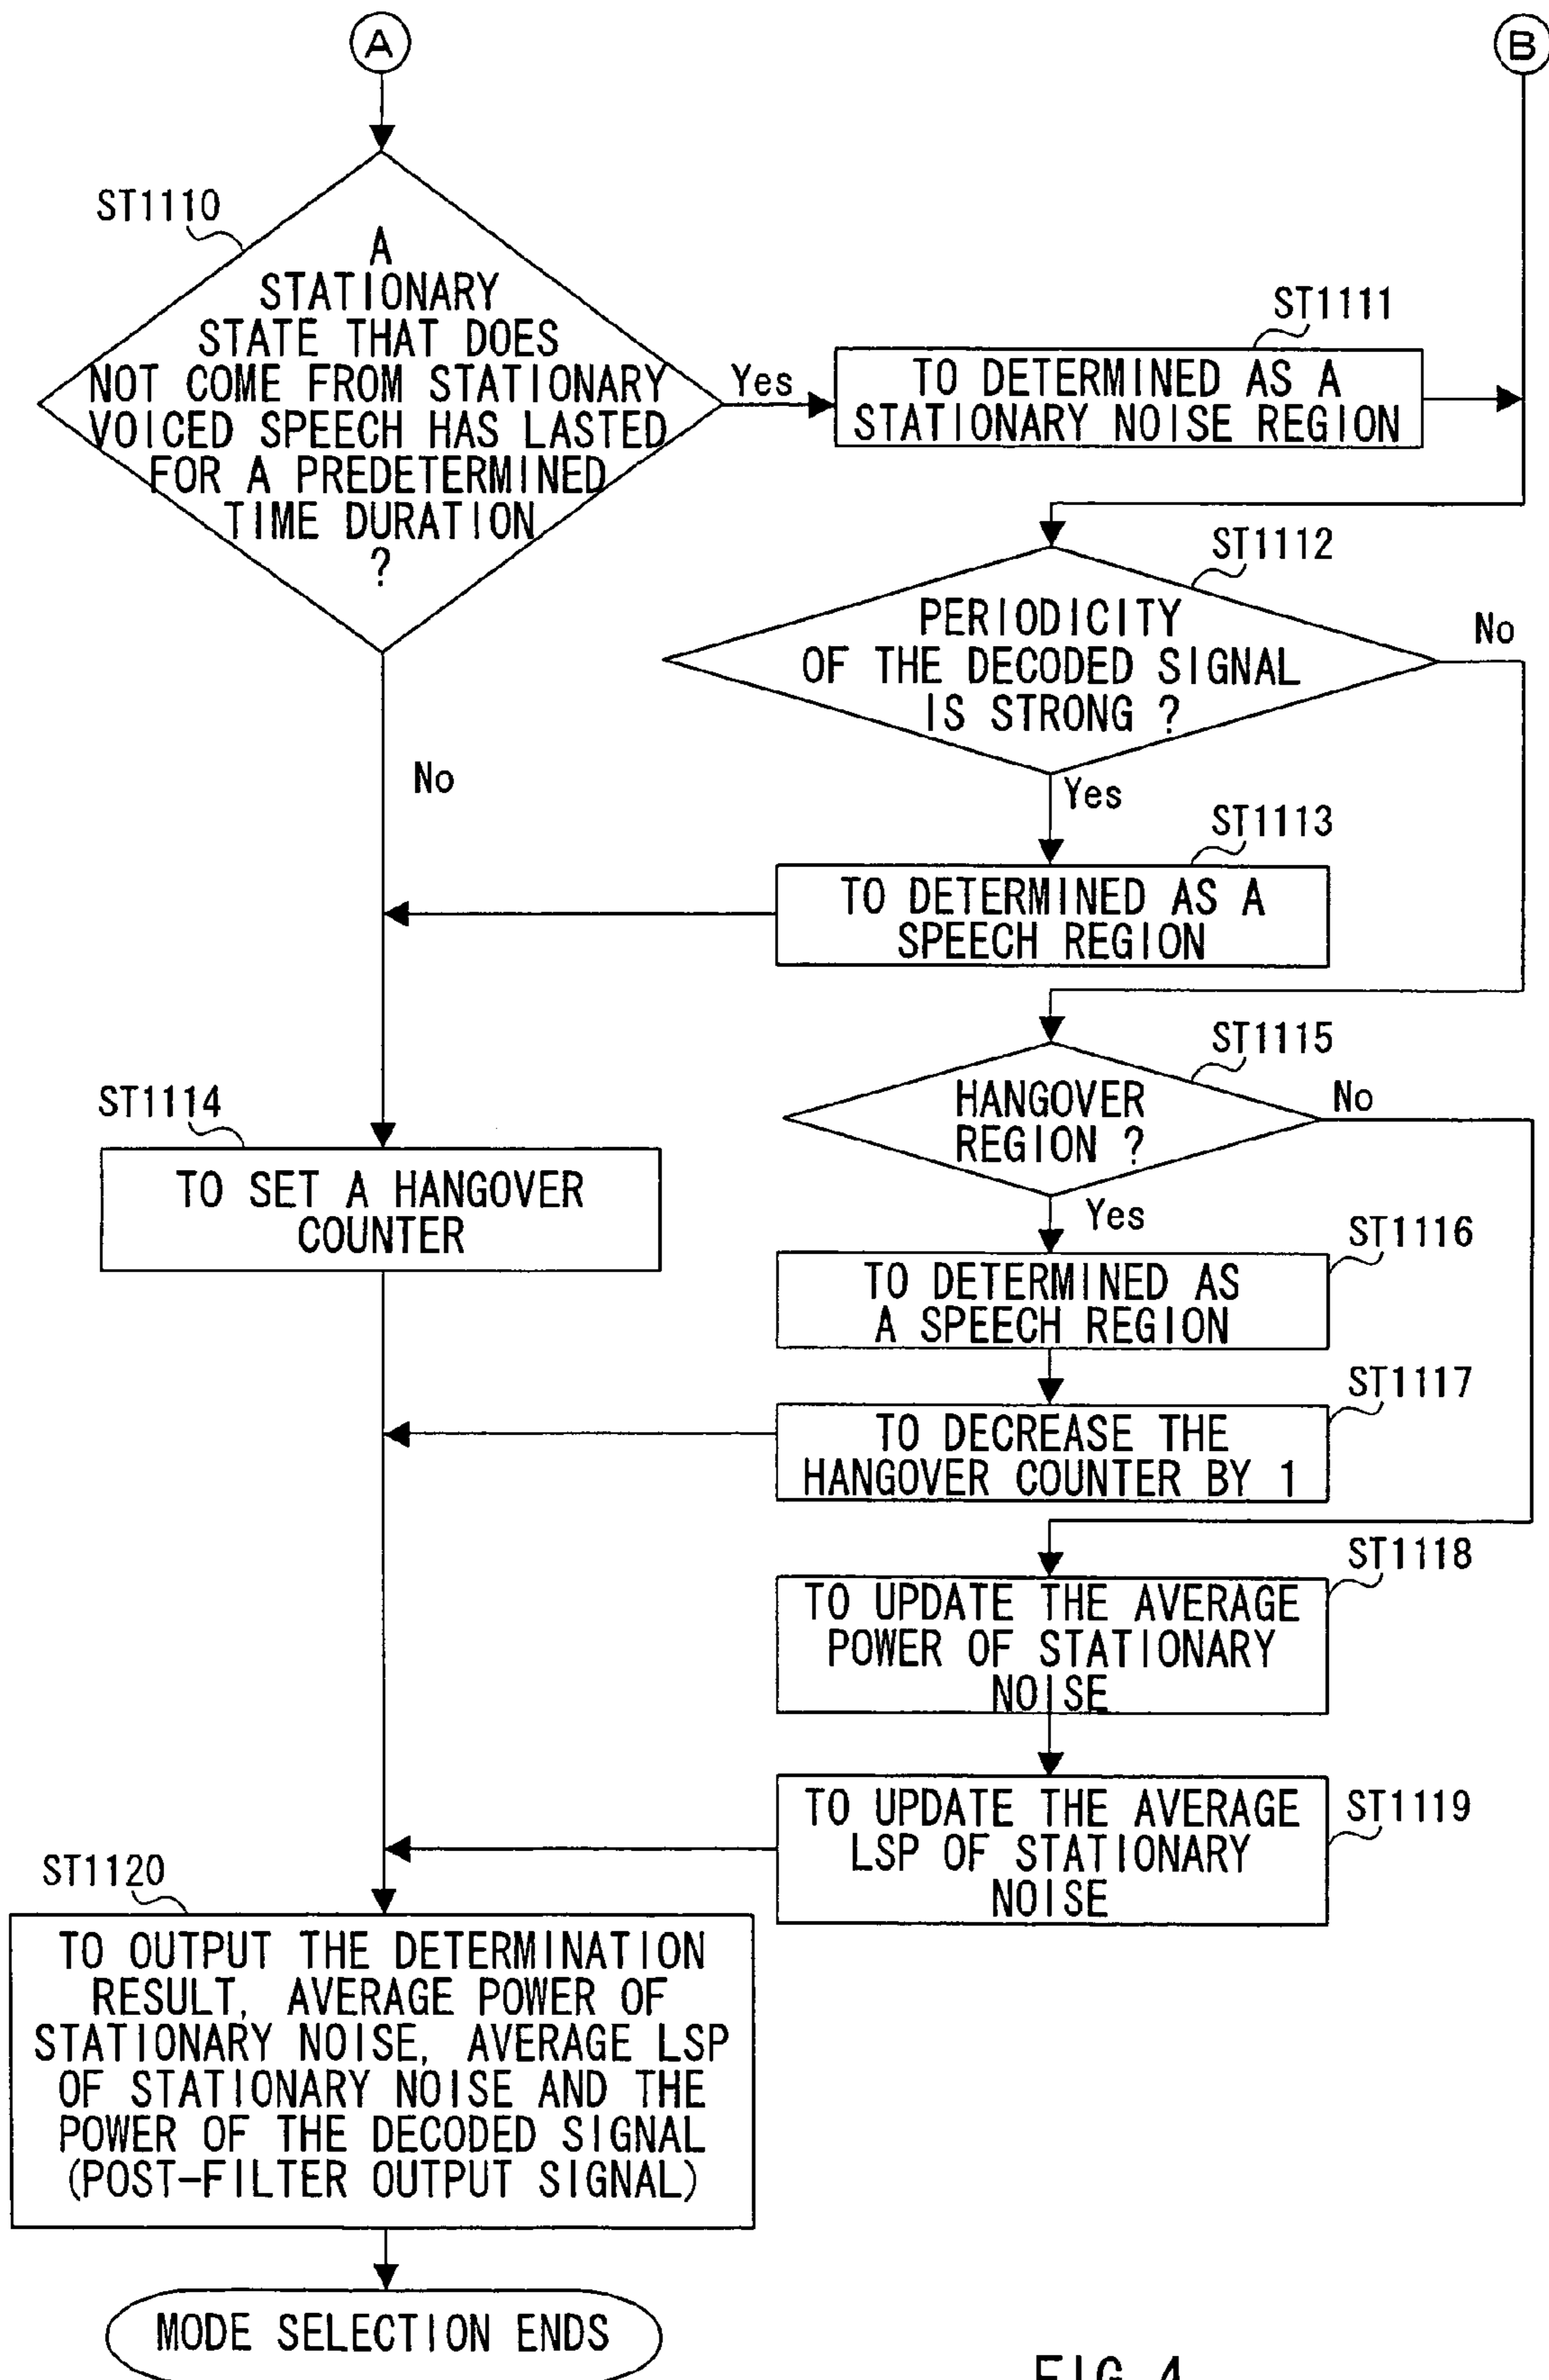 A
B
ST1110
A
STATIONARY
STATE THAT DOES
NOT COME FROM STATIONARY
VOICED SPEECH HAS LASTED
FOR A PREDETERMINED
TIME DURATION
?
Yes
ST1111
TO DETERMINED AS A
STATIONARY NOISE REGION
ST1112
PERIODICITY
OF THE DECODED SIGNAL
IS STRONG ?
No
No
Yes
ST1113
TO DETERMINED AS A
SPEECH REGION
ST1114
TO SET A HANGOVER
COUNTER
ST1115
HANGOVER
REGION ?
No
Yes
ST1116
TO DETERMINED AS
A SPEECH REGION
ST1117
TO DECREASE THE
HANGOVER COUNTER BY 1
ST1118
TO UPDATE THE AVERAGE
POWER OF STATIONARY
NOISE
ST1119
TO UPDATE THE AVERAGE
LSP OF STATIONARY
NOISE
ST1120
TO OUTPUT THE DETERMINATION
RESULT, AVERAGE POWER OF
STATIONARY NOISE, AVERAGE LSP
OF STATIONARY NOISE AND THE
POWER OF THE DECODED SIGNAL
(POST-FILTER OUTPUT SIGNAL)
MODE SELECTION ENDS
FIG. 4